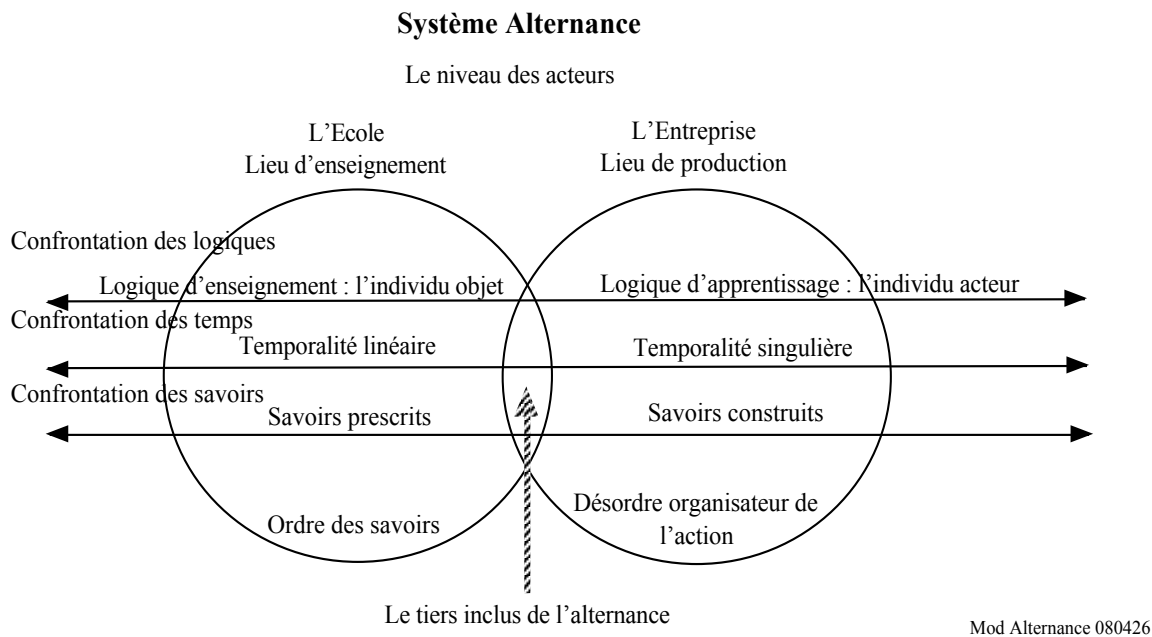 Système Alternance
Le niveau des acteurs
L’Ecole
Lieu d’enseignement
L’Entreprise
Lieu de production
Confrontation des logiques
Logique d’enseignement : l’individu objet
Logique d’apprentissage : l’individu acteur
Confrontation des temps
Temporalité linéaire
Temporalité singulière
Confrontation des savoirs
Savoirs prescrits
Savoirs construits
Ordre des savoirs
Désordre organisateur de
l’action
Le tiers inclus de l’alternance
Mod Alternance 080426